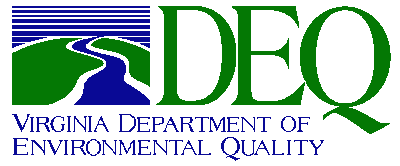 DEQ
VIRGINIA DEPARTMENT OF
ENVIRONMENTAL QUALITY